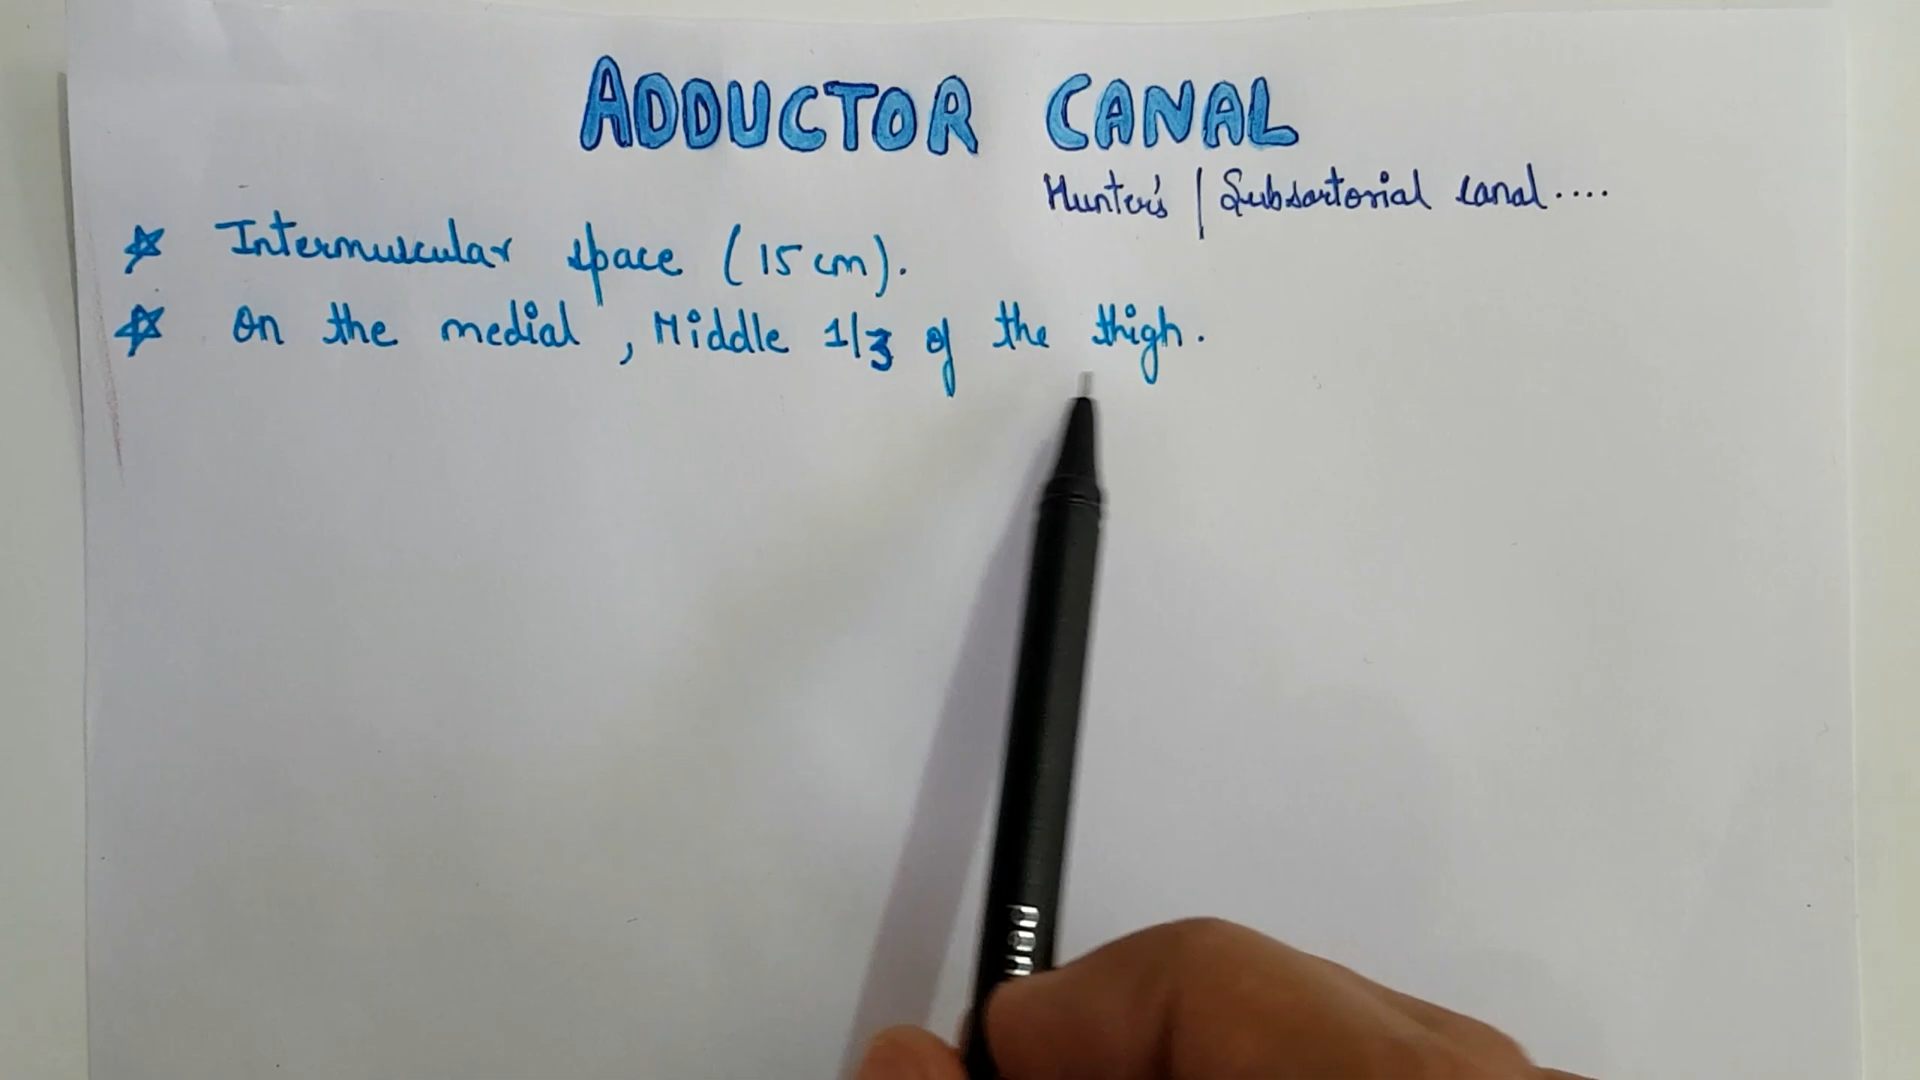 ADDUCTOR CANAL
Hunter's | Subsartorial canal....
☆ Intermuscular space (15 cm).
☆ On the medial, Middle 1/3 of the thigh.